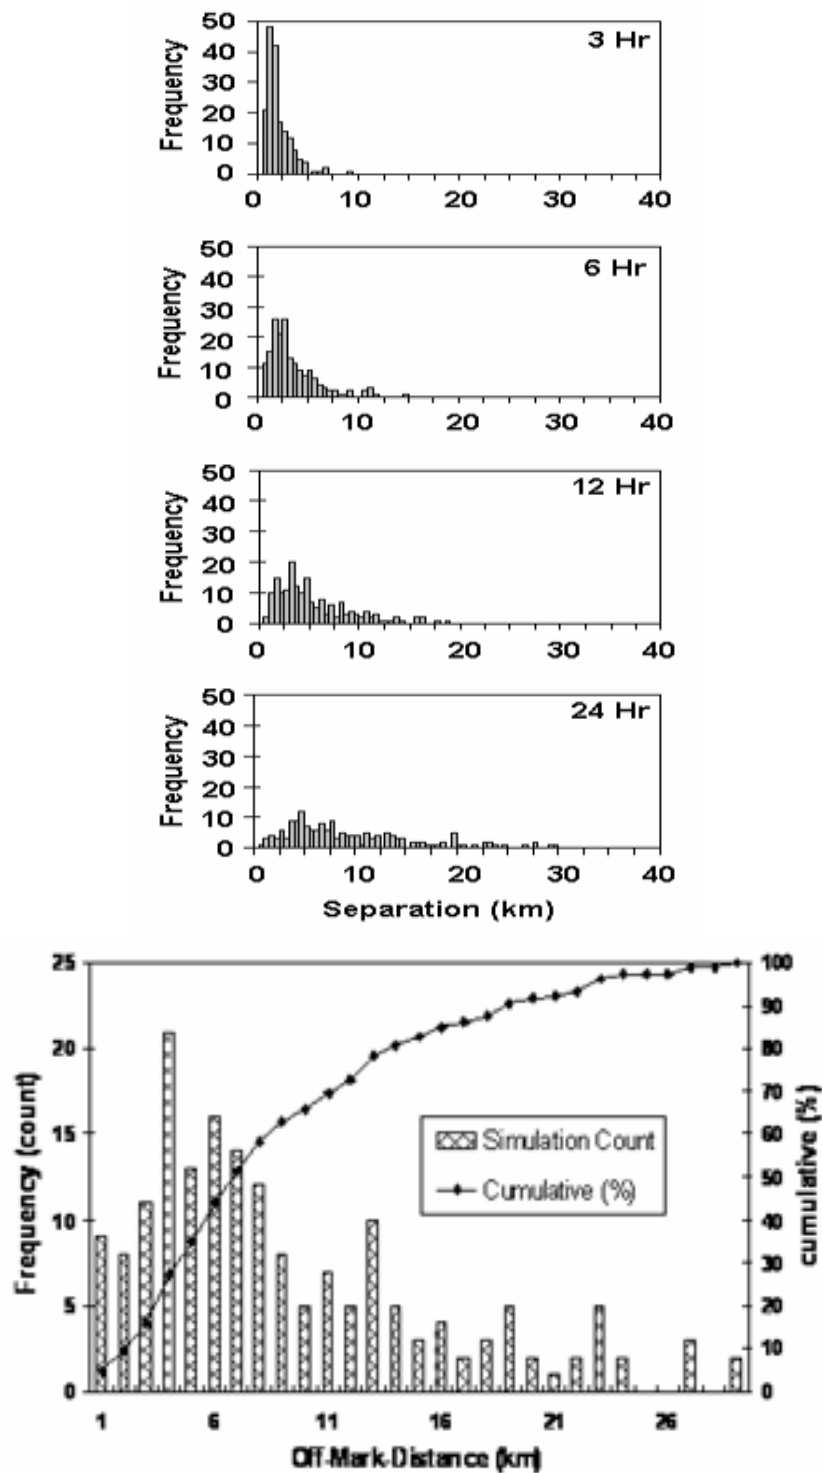 50
3 Hr
40
30
20
10
0
Frequency
0 10 20 30 40
50
6 Hr
40
30
20
10
0
Frequency
0 10 20 30 40
50
12 Hr
40
30
20
10
0
Frequency
0 10 20 30 40
50
24 Hr
40
30
20
10
0
Frequency
0 10 20 30 40
Separation (km)
25 100
90
20 80
70
15 60
50
10 40
30
5 20
10
0 0
Frequency (count)
cumulative (%)
Simulation Count
Cumulative (%)
1 6 11 16 21 26
Off-Mark-Distance (km)